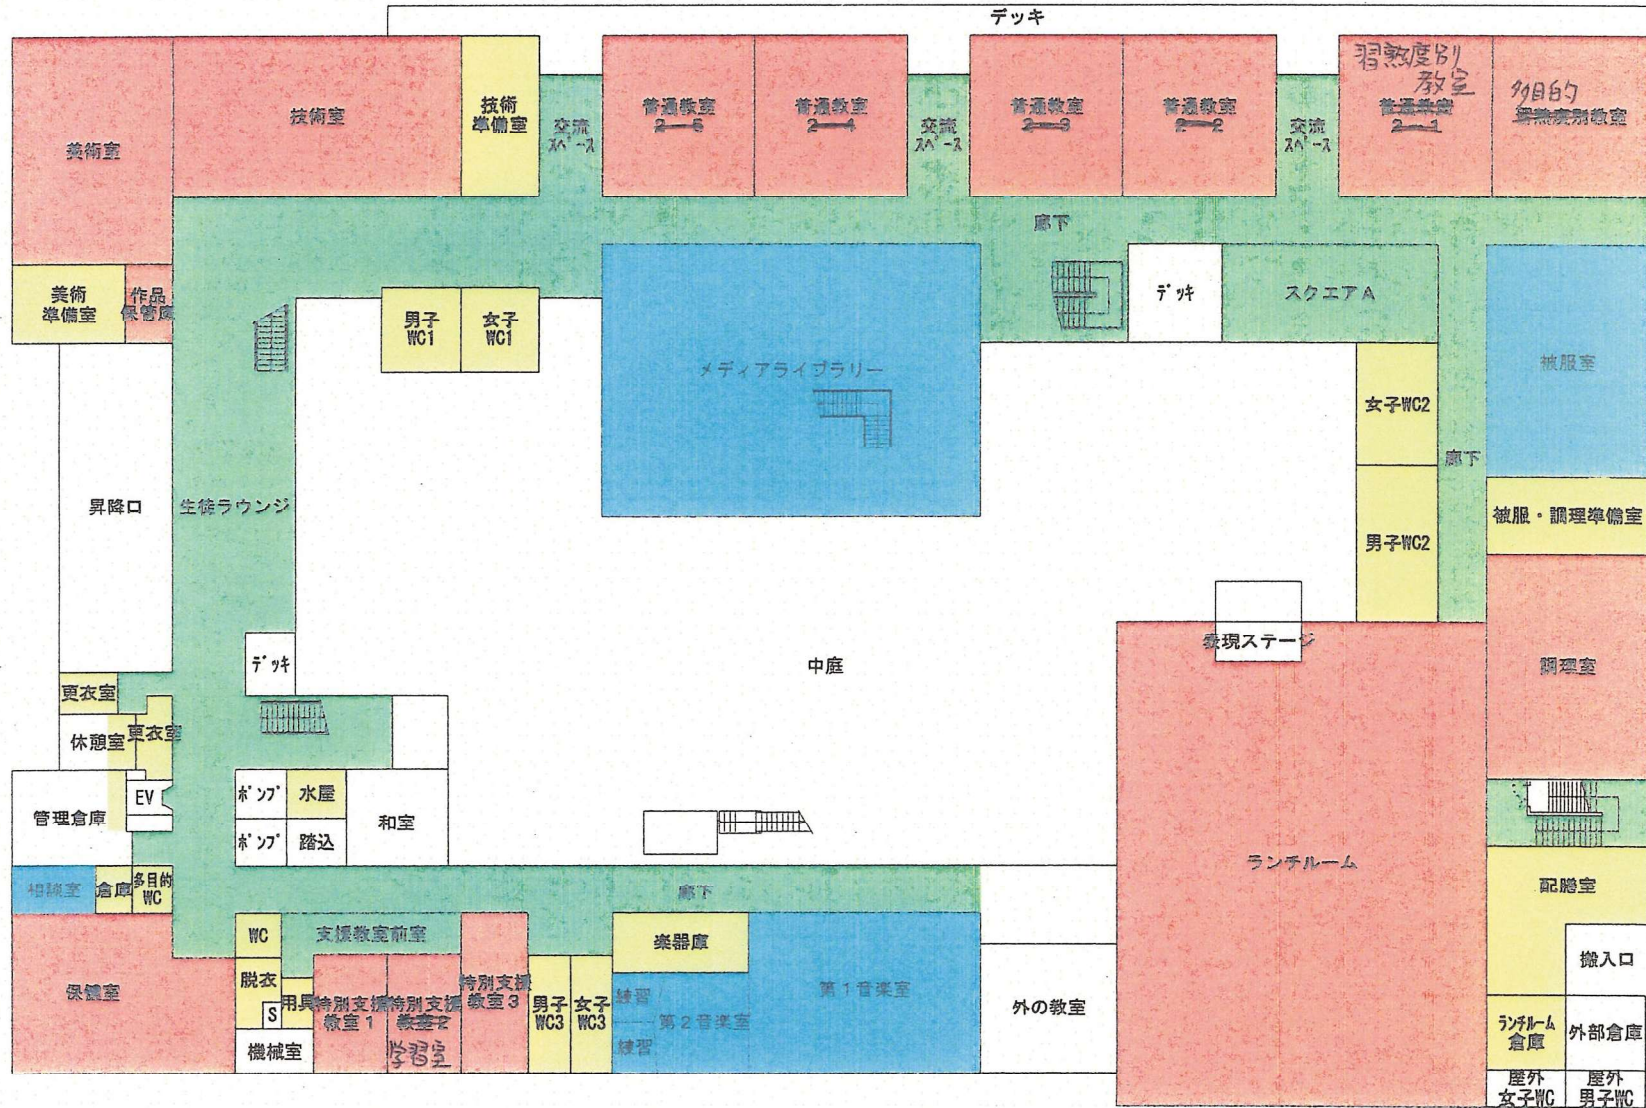 デッキ
美術室
技術室
技術
準備室
交流
スペース
普通教室
2-5
普通教室
2-4
交流
スペース
普通教室
2-3
普通教室
2-2
交流
スペース
習熟度別
教室
普通教室
2-1
多目的
習熟度別教室
廊下
美術
準備室
作品
保管庫
男子
WC1
女子
WC1
メディアライブラリー
デッキ
スクエアA
被服室
女子WC2
廊下
昇降口
生徒ラウンジ
被服・調理準備室
男子WC2
デッキ
中庭
表現ステージ
調理室
更衣室
休憩室
更衣室
EV
管理倉庫
ポンプ
水屋
和室
ポンプ
踏込
ランチルーム
相談室
倉庫
多目的
WC
廊下
配膳室
WC
支援教室前室
楽器庫
搬入口
保健室
脱衣
S
用具
特別支援
教室1
特別支援
教室2
学習室
特別支援
教室3
男子
WC3
女子
WC3
練習
第2音楽室
練習
第1音楽室
外の教室
機械室
ランチルーム
倉庫
外部倉庫
屋外
女子WC
屋外
男子WC